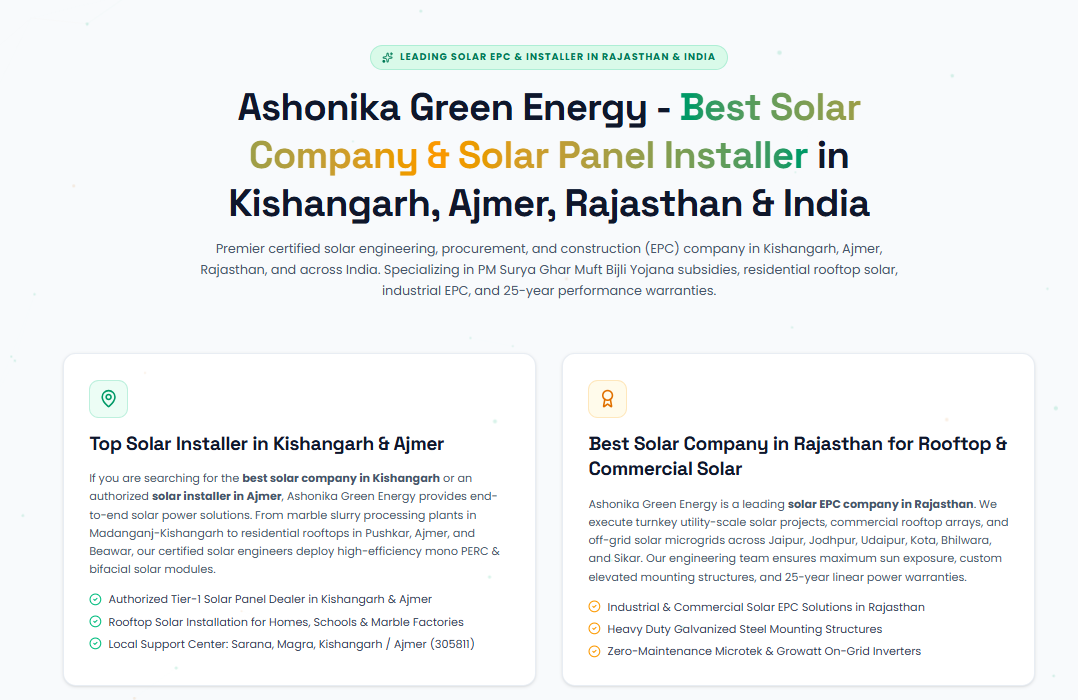 LEADING SOLAR EPC & INSTALLER IN RAJASTHAN & INDIA
Ashonika Green Energy - Best Solar
Company & Solar Panel Installer in
Kishangarh, Ajmer, Rajasthan & India
Premier certified solar engineering, procurement, and construction (EPC) company in Kishangarh, Ajmer,
Rajasthan, and across India. Specializing in PM Surya Ghar Muft Bijli Yojana subsidies, residential rooftop solar,
industrial EPC, and 25-year performance warranties.
Top Solar Installer in Kishangarh & Ajmer
If you are searching for the best solar company in Kishangarh or an
authorized solar installer in Ajmer, Ashonika Green Energy provides end-
to-end solar power solutions. From marble slurry processing plants in
Madanganj-Kishangarh to residential rooftops in Pushkar, Ajmer, and
Beawar, our certified solar engineers deploy high-efficiency mono PERC &
bifacial solar modules.
Authorized Tier-1 Solar Panel Dealer in Kishangarh & Ajmer
Rooftop Solar Installation for Homes, Schools & Marble Factories
Local Support Center: Sarana, Magra, Kishangarh / Ajmer (305811)
Best Solar Company in Rajasthan for Rooftop &
Commercial Solar
Ashonika Green Energy is a leading solar EPC company in Rajasthan. We
execute turnkey utility-scale solar projects, commercial rooftop arrays, and
off-grid solar microgrids across Jaipur, Jodhpur, Udaipur, Kota, Bhilwara,
and Sikar. Our engineering team ensures maximum sun exposure, custom
elevated mounting structures, and 25-year linear power warranties.
Industrial & Commercial Solar EPC Solutions in Rajasthan
Heavy Duty Galvanized Steel Mounting Structures
Zero-Maintenance Microtek & Growatt On-Grid Inverters